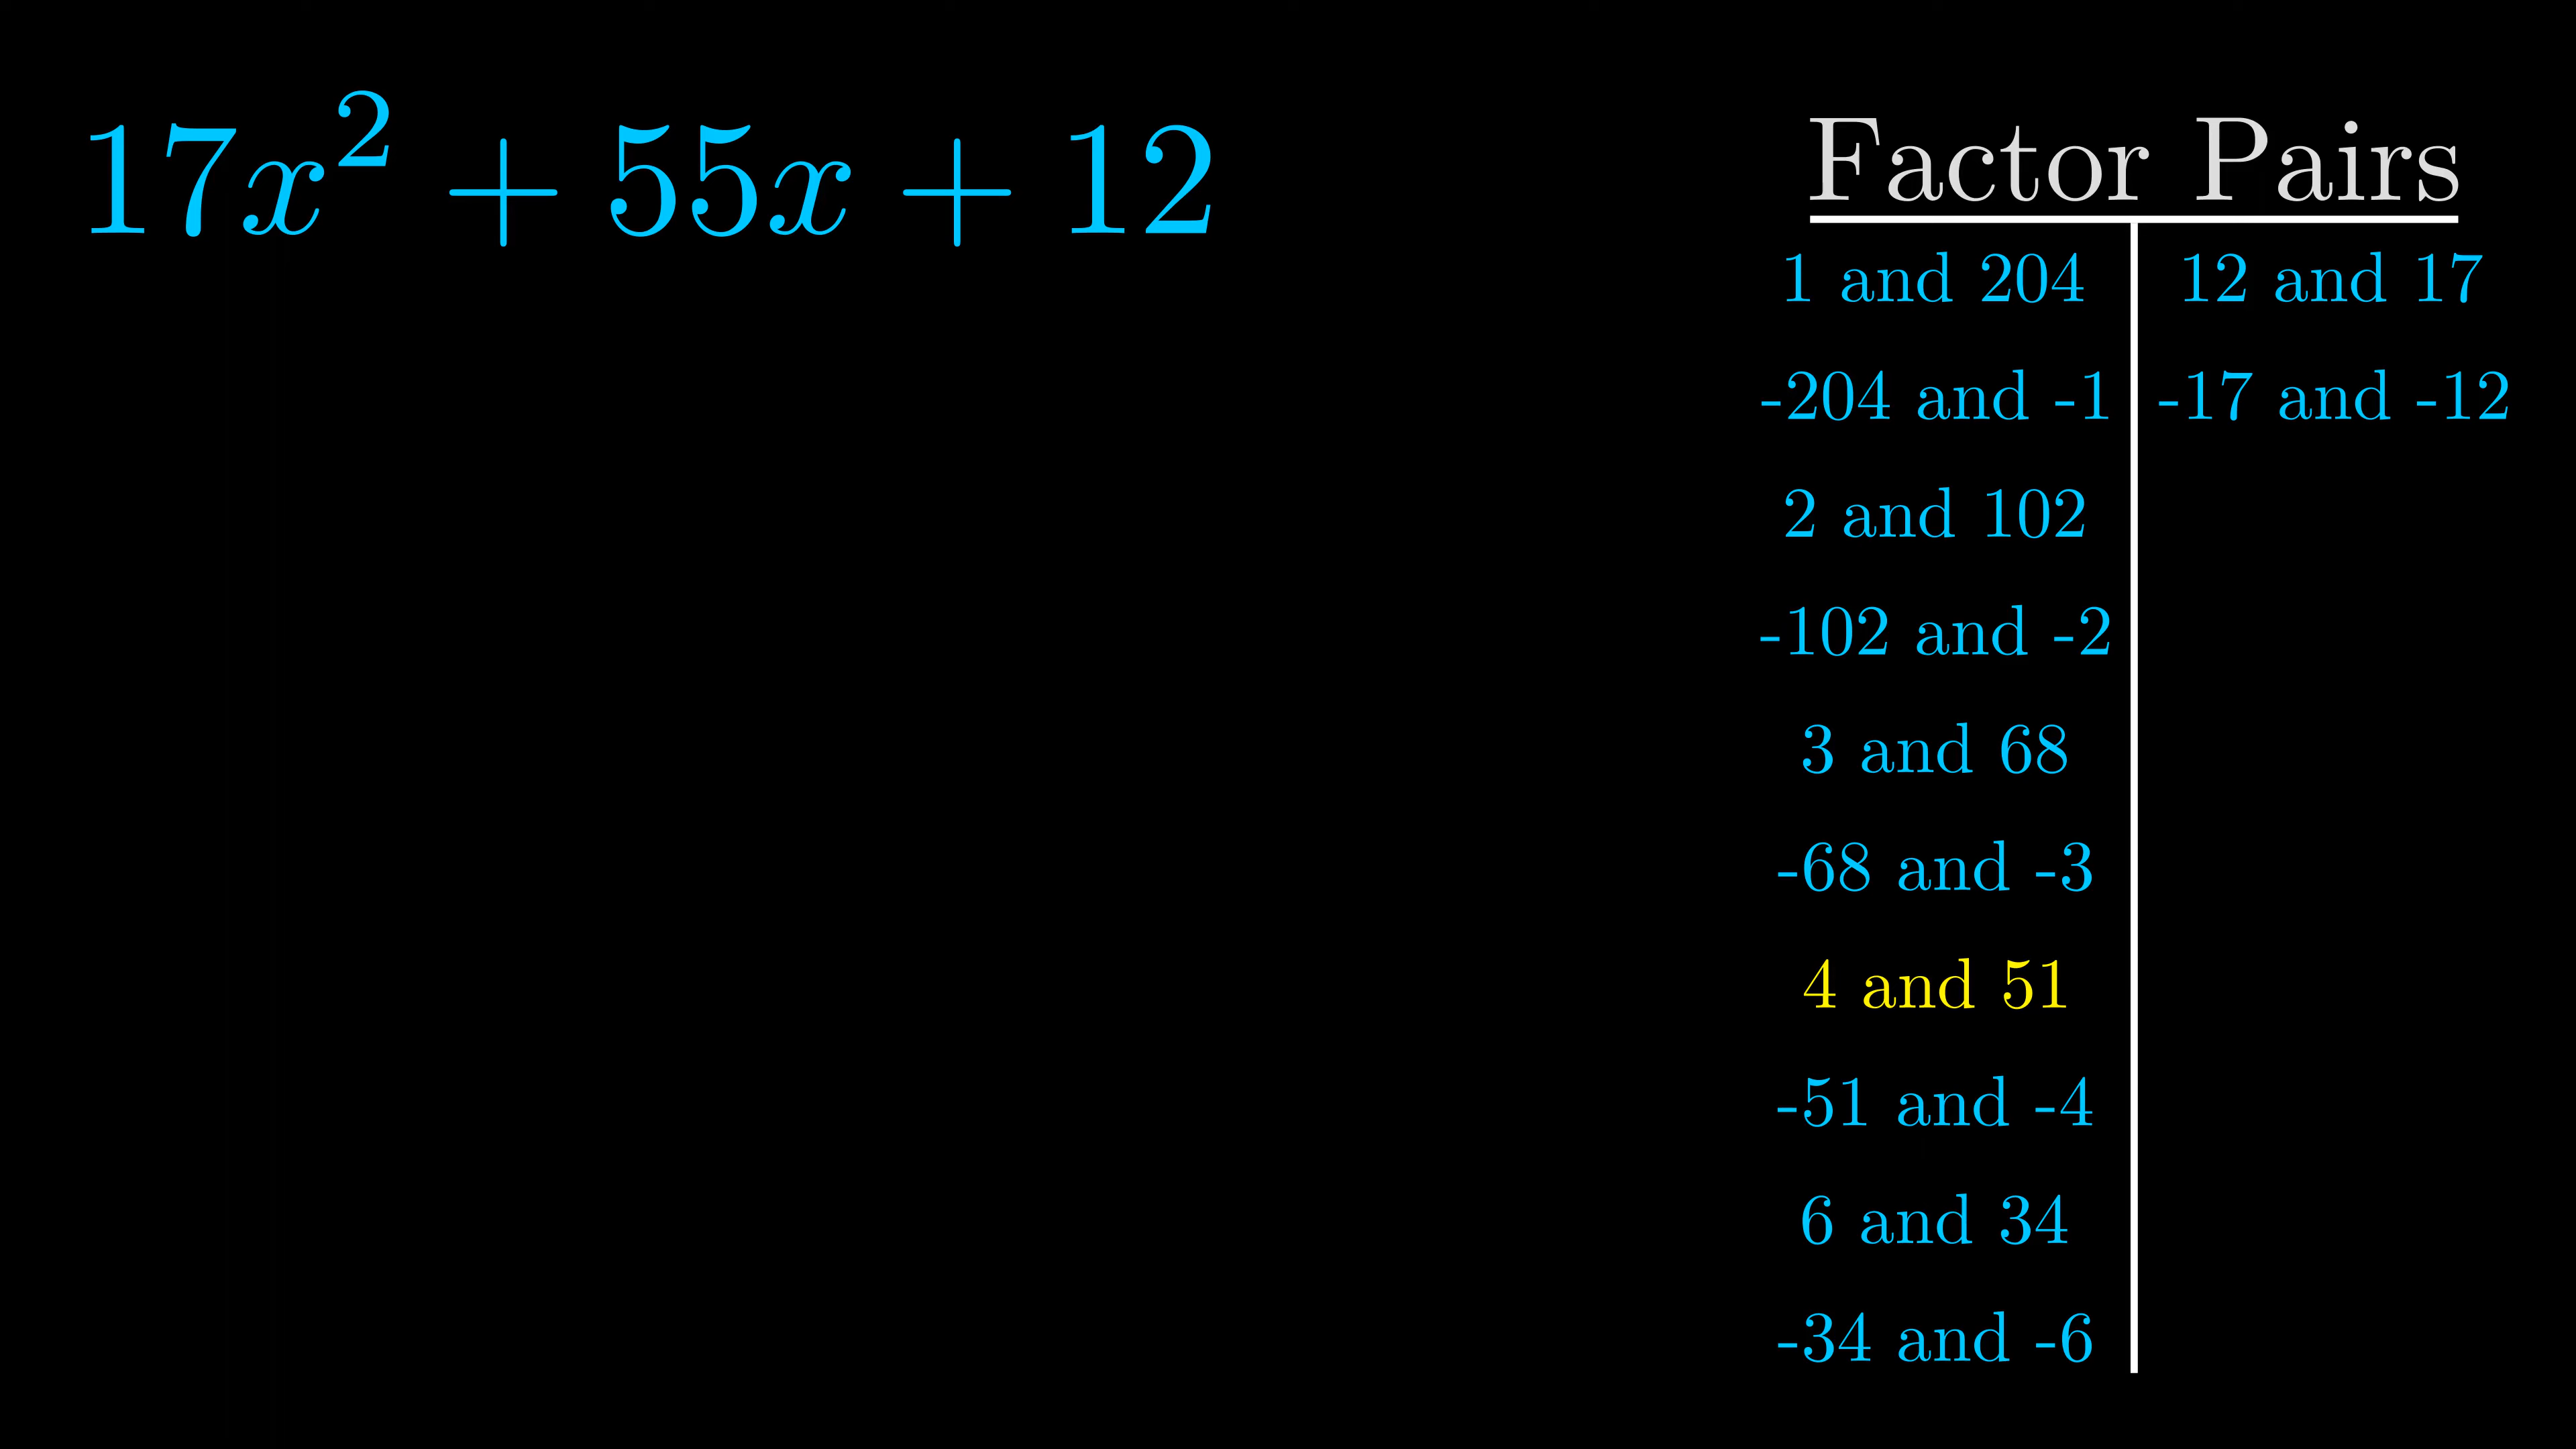 17x² + 55x + 12
Factor Pairs
1 and 204
-204 and -1
2 and 102
-102 and -2
3 and 68
-68 and -3
4 and 51
-51 and -4
6 and 34
-34 and -6
12 and 17
-17 and -12